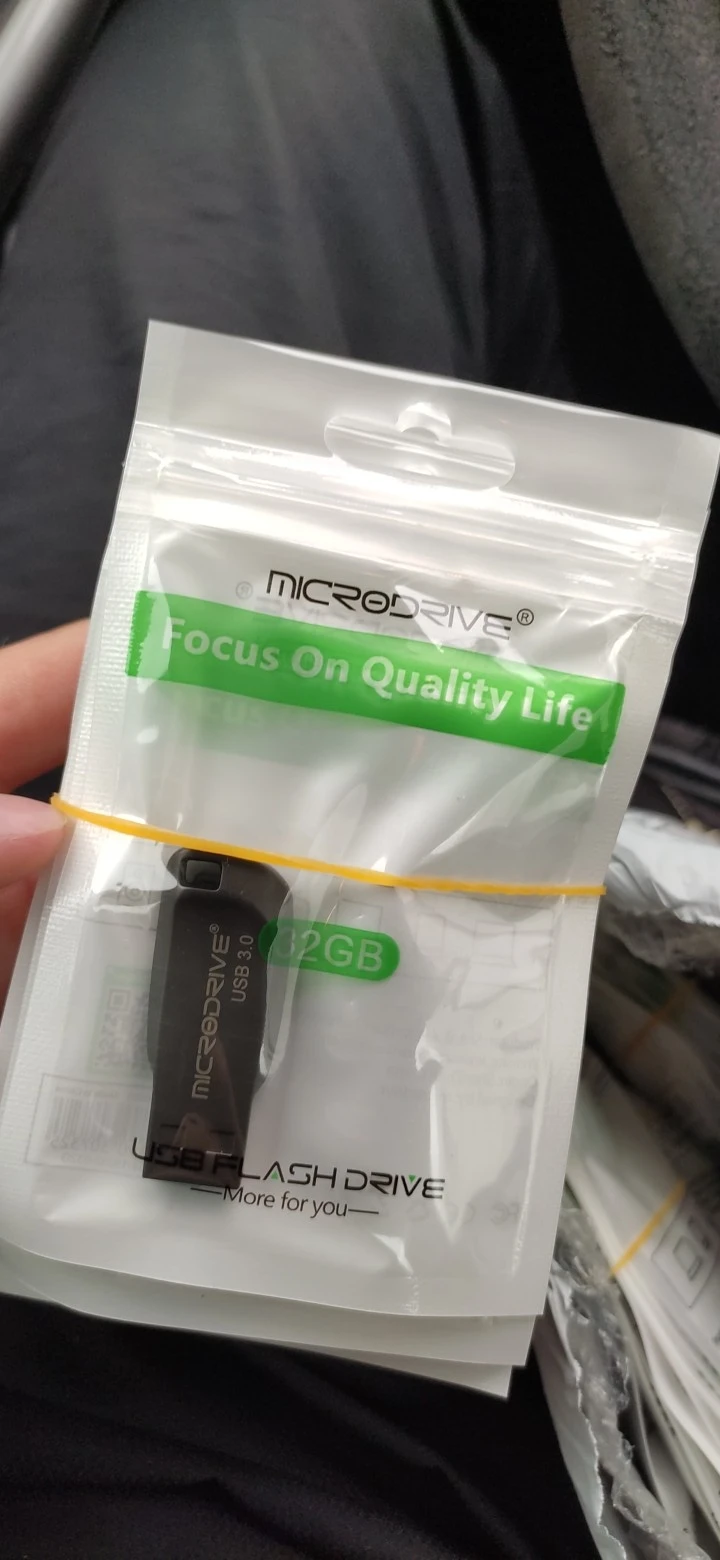 MICRODRIVE®
Focus On Quality Life
32GB
MICRODRIVE®
USB 3.0
USB FLASH DRIVE
—More for you—